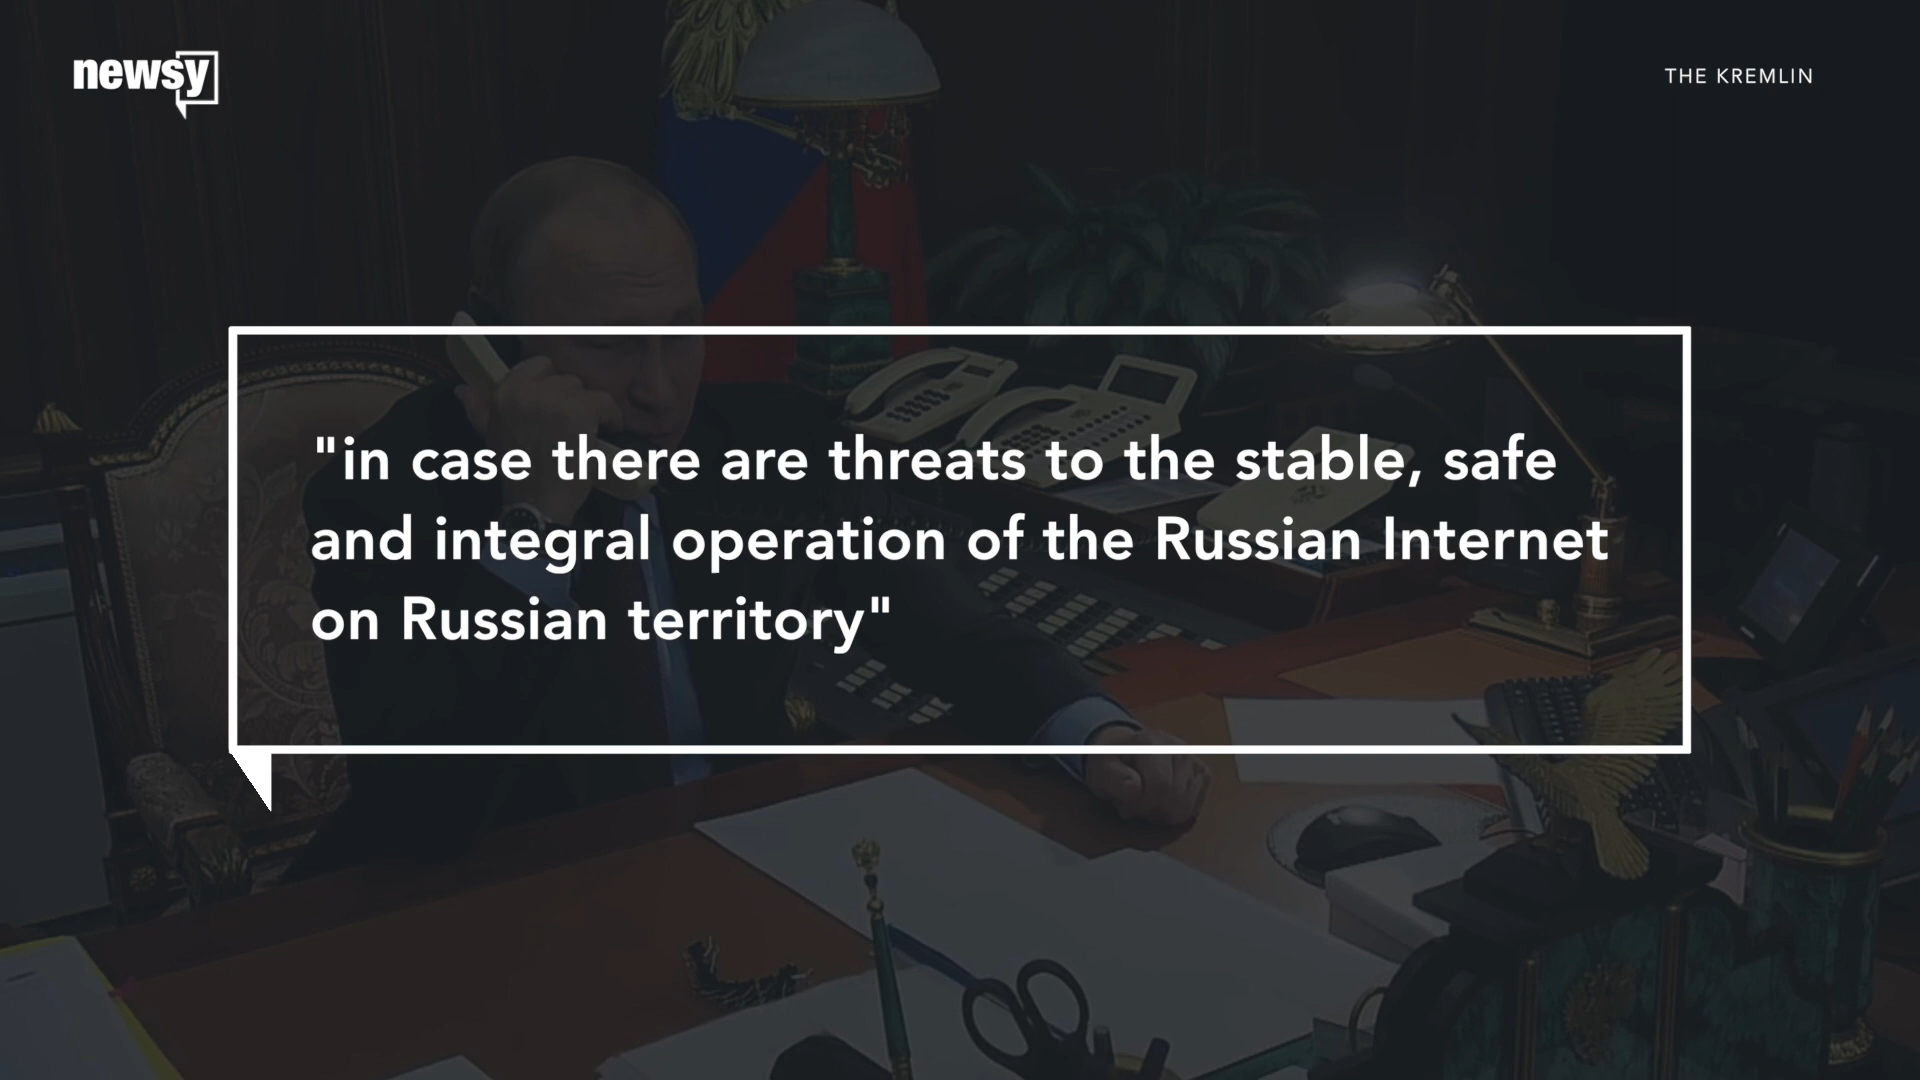 newsy
THE KREMLIN
"in case there are threats to the stable, safe
and integral operation of the Russian Internet
on Russian territory"